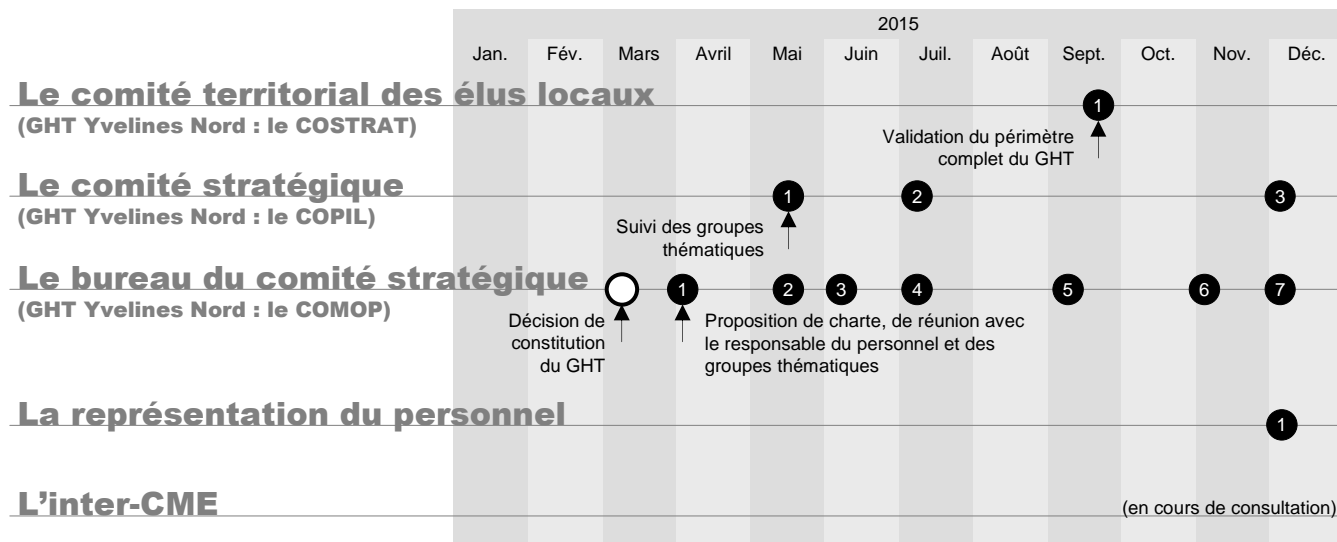 2015
Jan. Fév. Mars Avril Mai Juin Juil. Août Sept. Oct. Nov. Déc.
Le comité territorial des élus locaux
(GHT Yvelines Nord : le COSTRAT)
1
Validation du périmètre
complet du GHT
Le comité stratégique
(GHT Yvelines Nord : le COPIL)
1 2 3
Suivi des groupes
thématiques
Le bureau du comité stratégique
(GHT Yvelines Nord : le COMOP)
1 2 3 4 5 6 7
Décision de
constitution
du GHT
Proposition de charte, de réunion avec
le responsable du personnel et des
groupes thématiques
La représentation du personnel
1
L’inter-CME
(en cours de consultation)